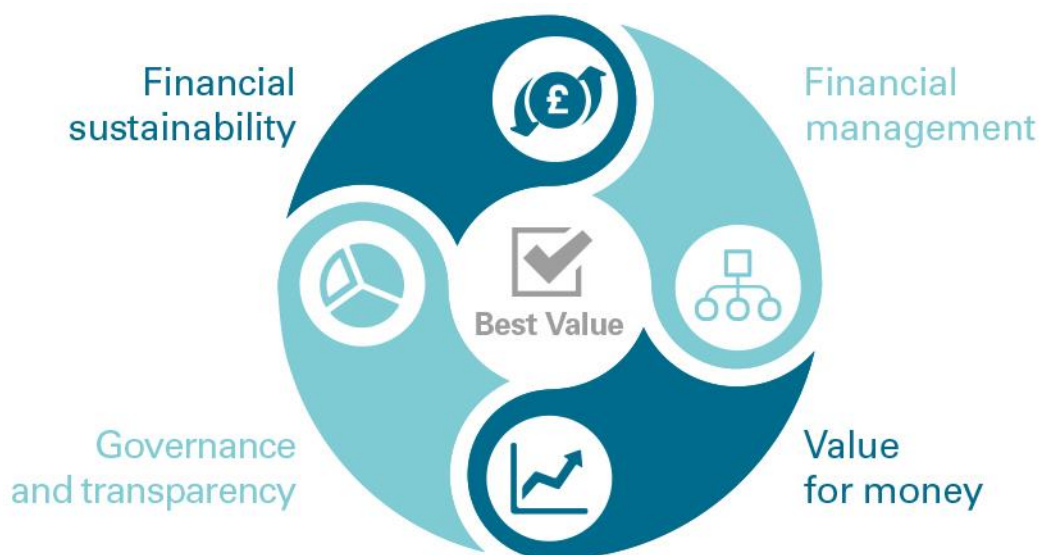 Financial
sustainability
£
Financial
management
Best Value
Governance
and transparency
Value
for money